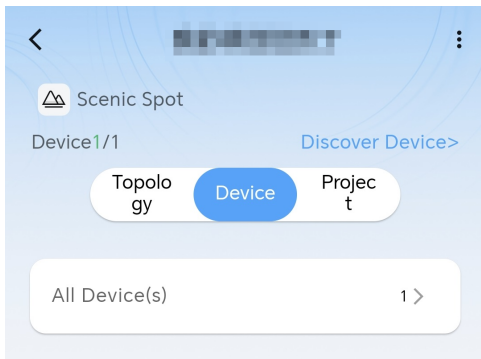 Scenic Spot
Device1/1
Discover Device>
Topolo
gy
Device
Projec
t
All Device(s)
1